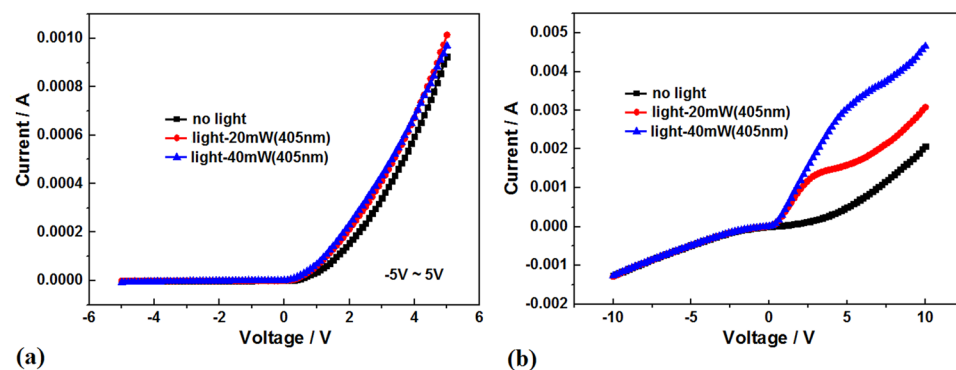 0.0010
0.0008
0.0006
0.0004
0.0002
0.0000
Current / A
no light
light-20mW(405nm)
light-40mW(405nm)
-5V ~ 5V
-6 -4 -2 0 2 4 6
Voltage / V
(a)
0.005
0.004
0.003
0.002
0.001
0.000
-0.001
-0.002
Current / A
no light
light-20mW(405nm)
light-40mW(405nm)
-10 -5 0 5 10
Voltage / V
(b)